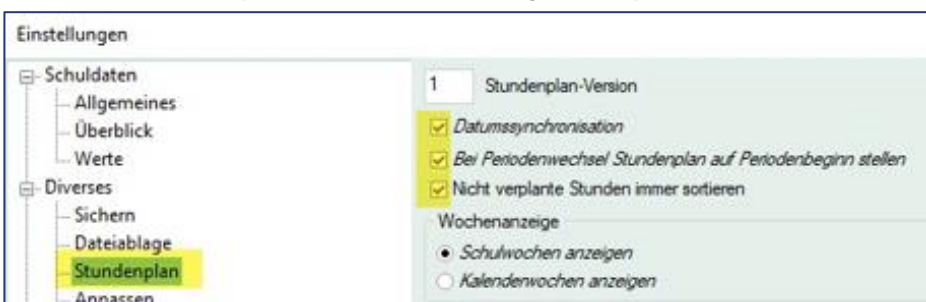 Einstellungen
Schuldaten
Allgemeines
Überblick
Werte
Diverses
Sichern
Dateiablage
Stundenplan
Anpassen
1 Stundenplan-Version
Datumssynchronisation
Bei Periodenwechsel Stundenplan auf Periodenbeginn stellen
Nicht verplante Stunden immer sortieren
Wochenanzeige
Schulwochen anzeigen
Kalenderwochen anzeigen